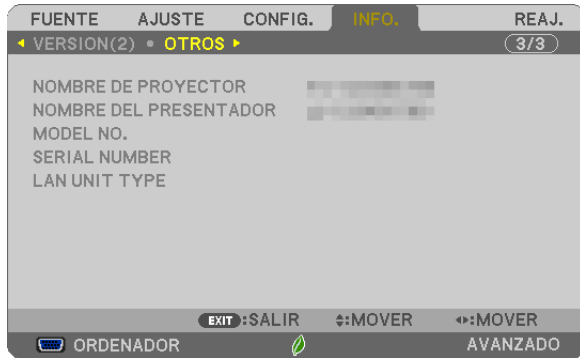 FUENTE AJUSTE CONFIG. INFO. REAJ.
VERSION(2) OTROS 3/3
NOMBRE DE PROYECTOR
NOMBRE DEL PRESENTADOR
MODEL NO.
SERIAL NUMBER
LAN UNIT TYPE
EXIT :SALIR :MOVER :MOVER
ORDENADOR AVANZADO